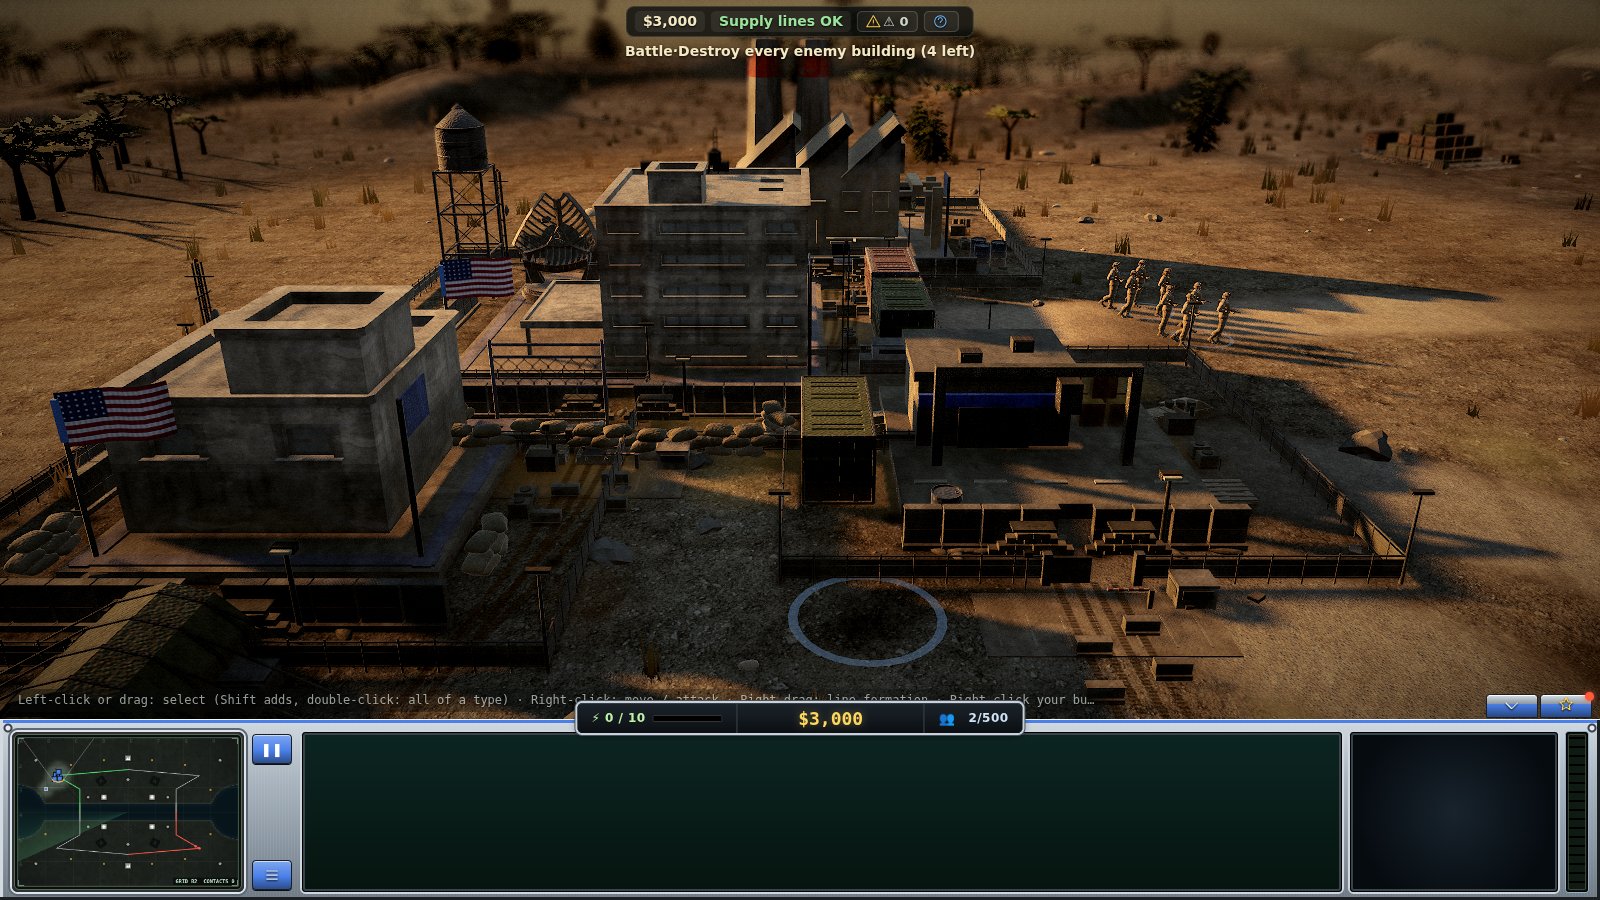 $3,000 Supply lines OK ⚠ 0
Battle·Destroy every enemy building (4 left)
Left-click or drag: select (Shift adds, double-click: all of a type) · Right-click: move / attack · Right-drag: line formation · Right-click your bu…
⚡ 0 / 10 $3,000 2/500